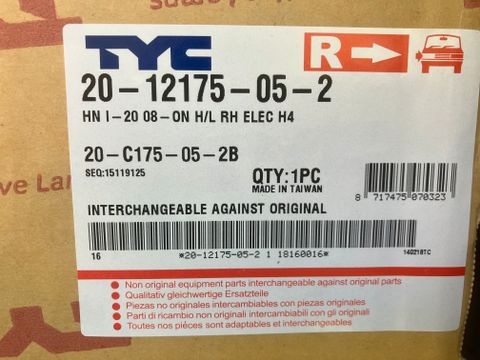 TYC
R
20-12175-05-2
HN I-20 08-ON H/L RH ELEC H4
20-C175-05-2B
SEQ:15119125
QTY:1PC
MADE IN TAIWAN
8 717475 070323
INTERCHANGEABLE AGAINST ORIGINAL
16 *20-12175-05-2 1 18160016* 140218TC
• Non original equipment parts interchangeable against original parts
• Qualitativ gleichwertige Ersatzteile
• Piezas no originales intercambiables con piezas originales
• Parti di ricambio non originali intercambiabili con gli originali
• Toutes nos piéces sont adaptables et interchangeables